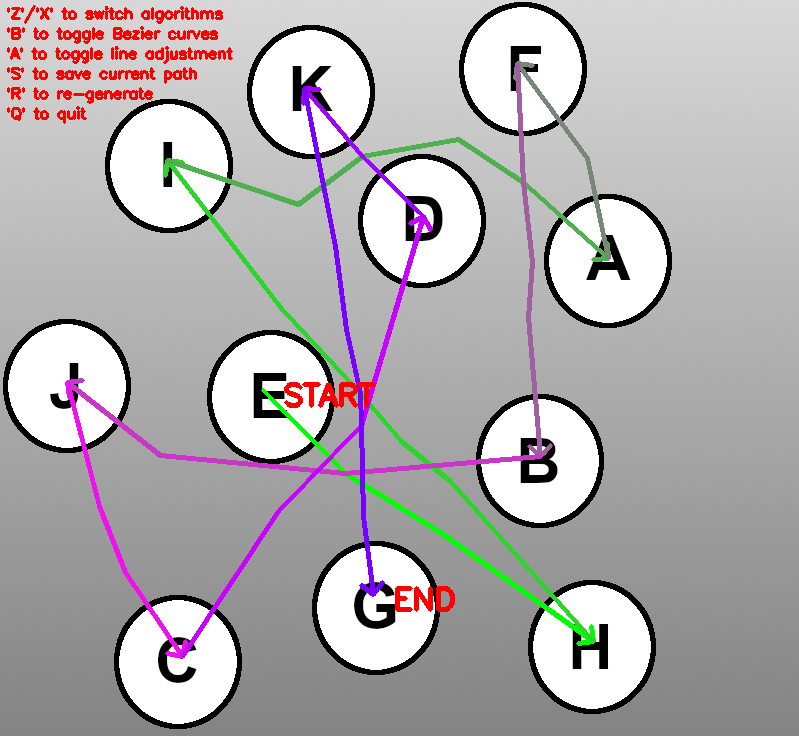 'Z'/'X' to switch algorithms
'B' to toggle Bezier curves
'A' to toggle line adjustment
'S' to save current path
'R' to re-generate
'Q' to quit
K
F
I
D
A
J
E START
B
G END
H
C